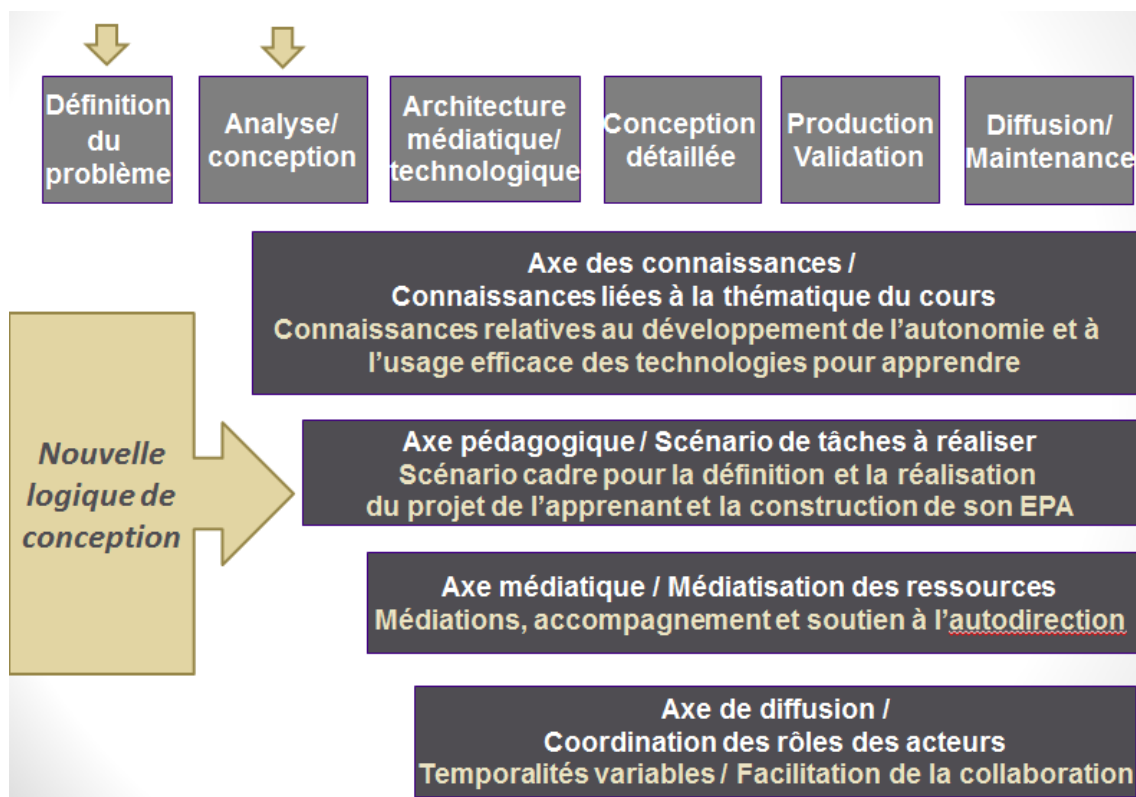 Définition
du
problème
Analyse/
conception
Architecture
médiatique/
technologique
Conception
détaillée
Production
Validation
Diffusion/
Maintenance
Axe des connaissances /
Connaissances liées à la thématique du cours
Connaissances relatives au développement de l’autonomie et à
l’usage efficace des technologies pour apprendre
Nouvelle
logique de
conception
Axe pédagogique / Scénario de tâches à réaliser
Scénario cadre pour la définition et la réalisation
du projet de l’apprenant et la construction de son EPA
Axe médiatique / Médiatisation des ressources
Médiations, accompagnement et soutien à l’autodirection
Axe de diffusion /
Coordination des rôles des acteurs
Temporalités variables / Facilitation de la collaboration